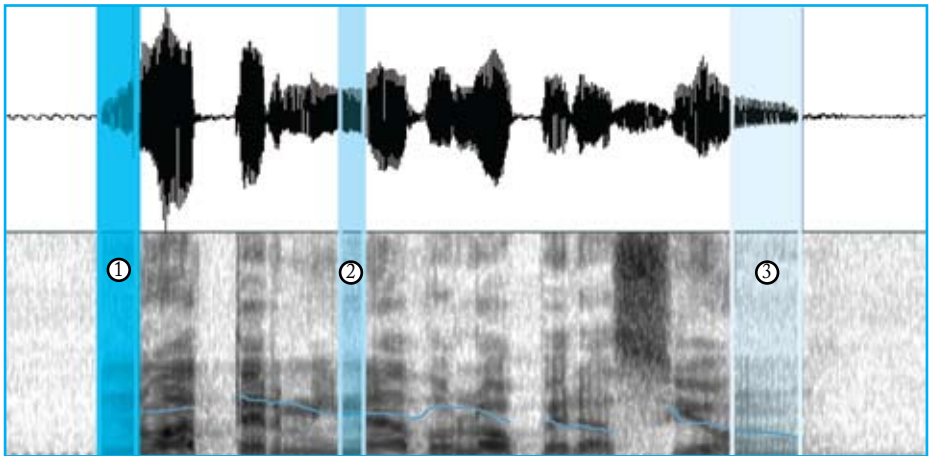 ① ② ③